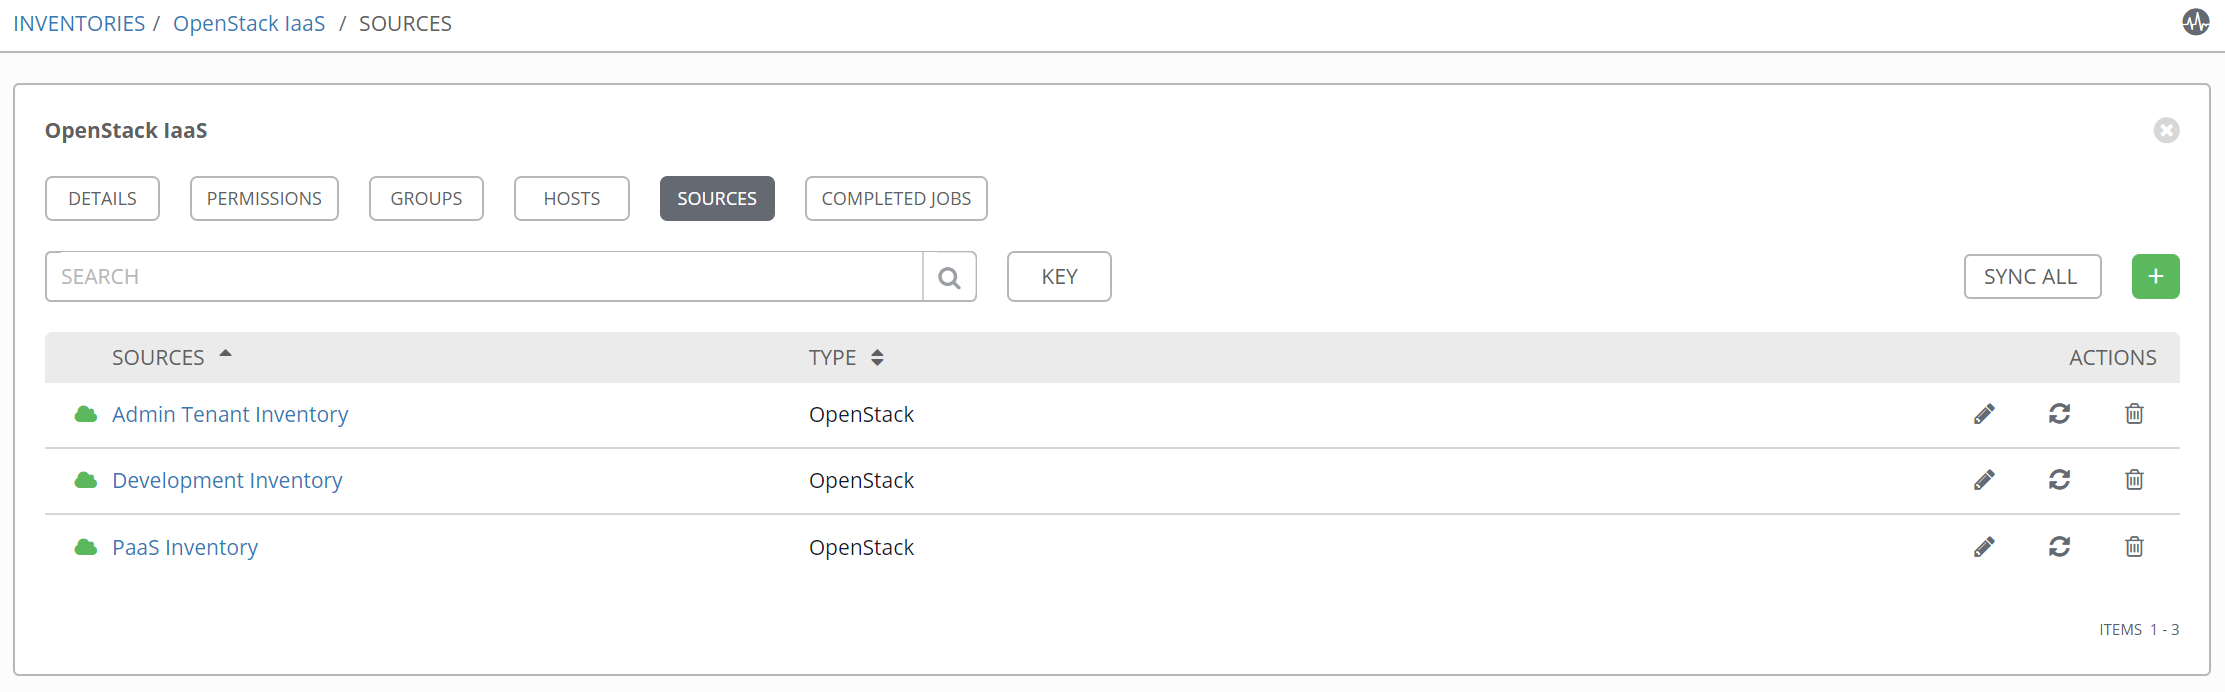 INVENTORIES / OpenStack IaaS / SOURCES
OpenStack IaaS
DETAILS PERMISSIONS GROUPS HOSTS SOURCES COMPLETED JOBS
SEARCH KEY SYNC ALL +
SOURCES TYPE ACTIONS
Admin Tenant Inventory OpenStack
Development Inventory OpenStack
PaaS Inventory OpenStack
ITEMS 1 - 3